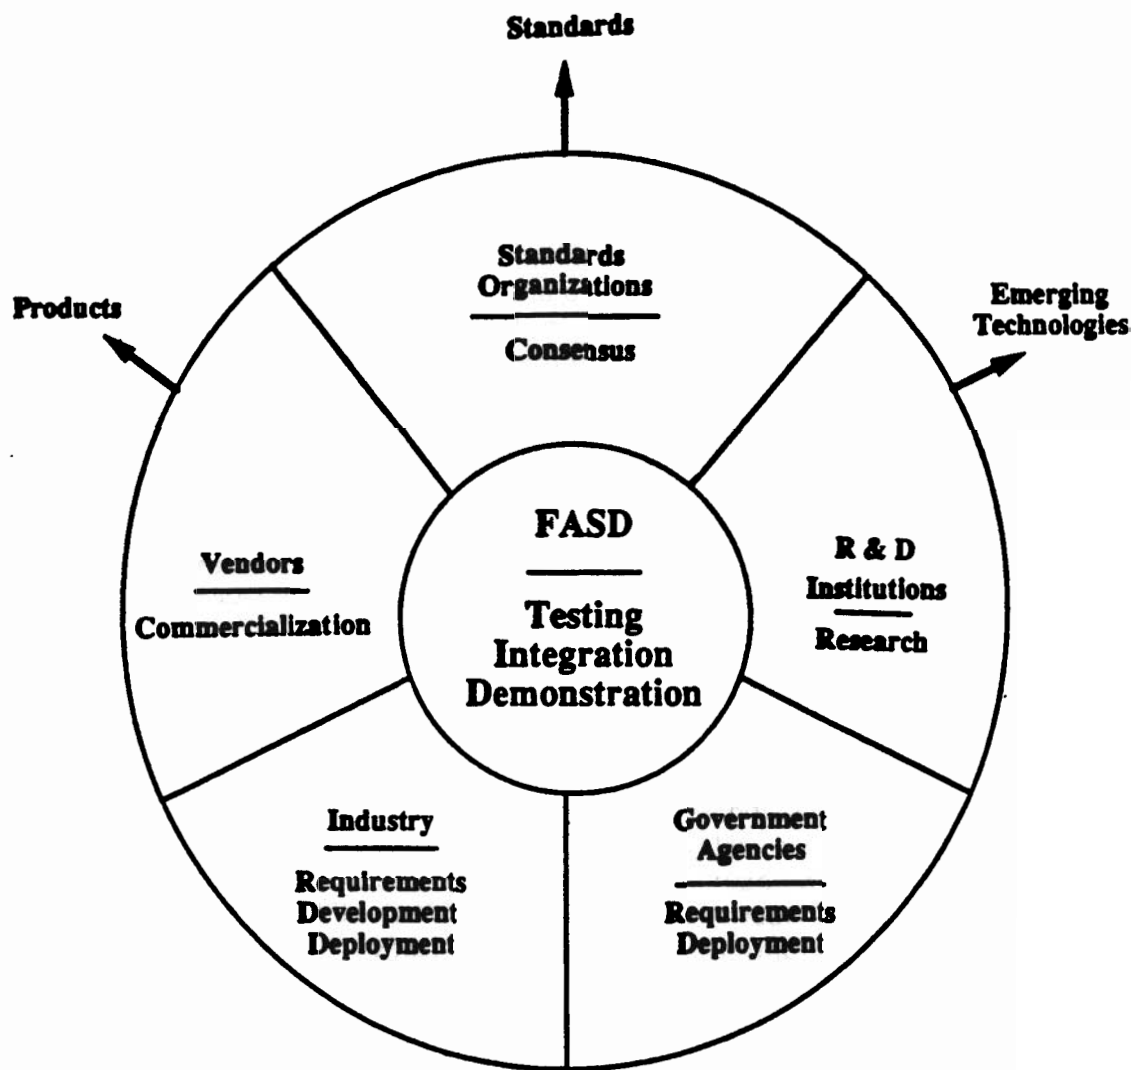 Standards
Products
Emerging
Technologies
Standards
Organizations
Consensus
Vendors
Commercialization
FASD
Testing
Integration
Demonstration
R & D
Institutions
Research
Industry
Requirements
Development
Deployment
Government
Agencies
Requirements
Deployment